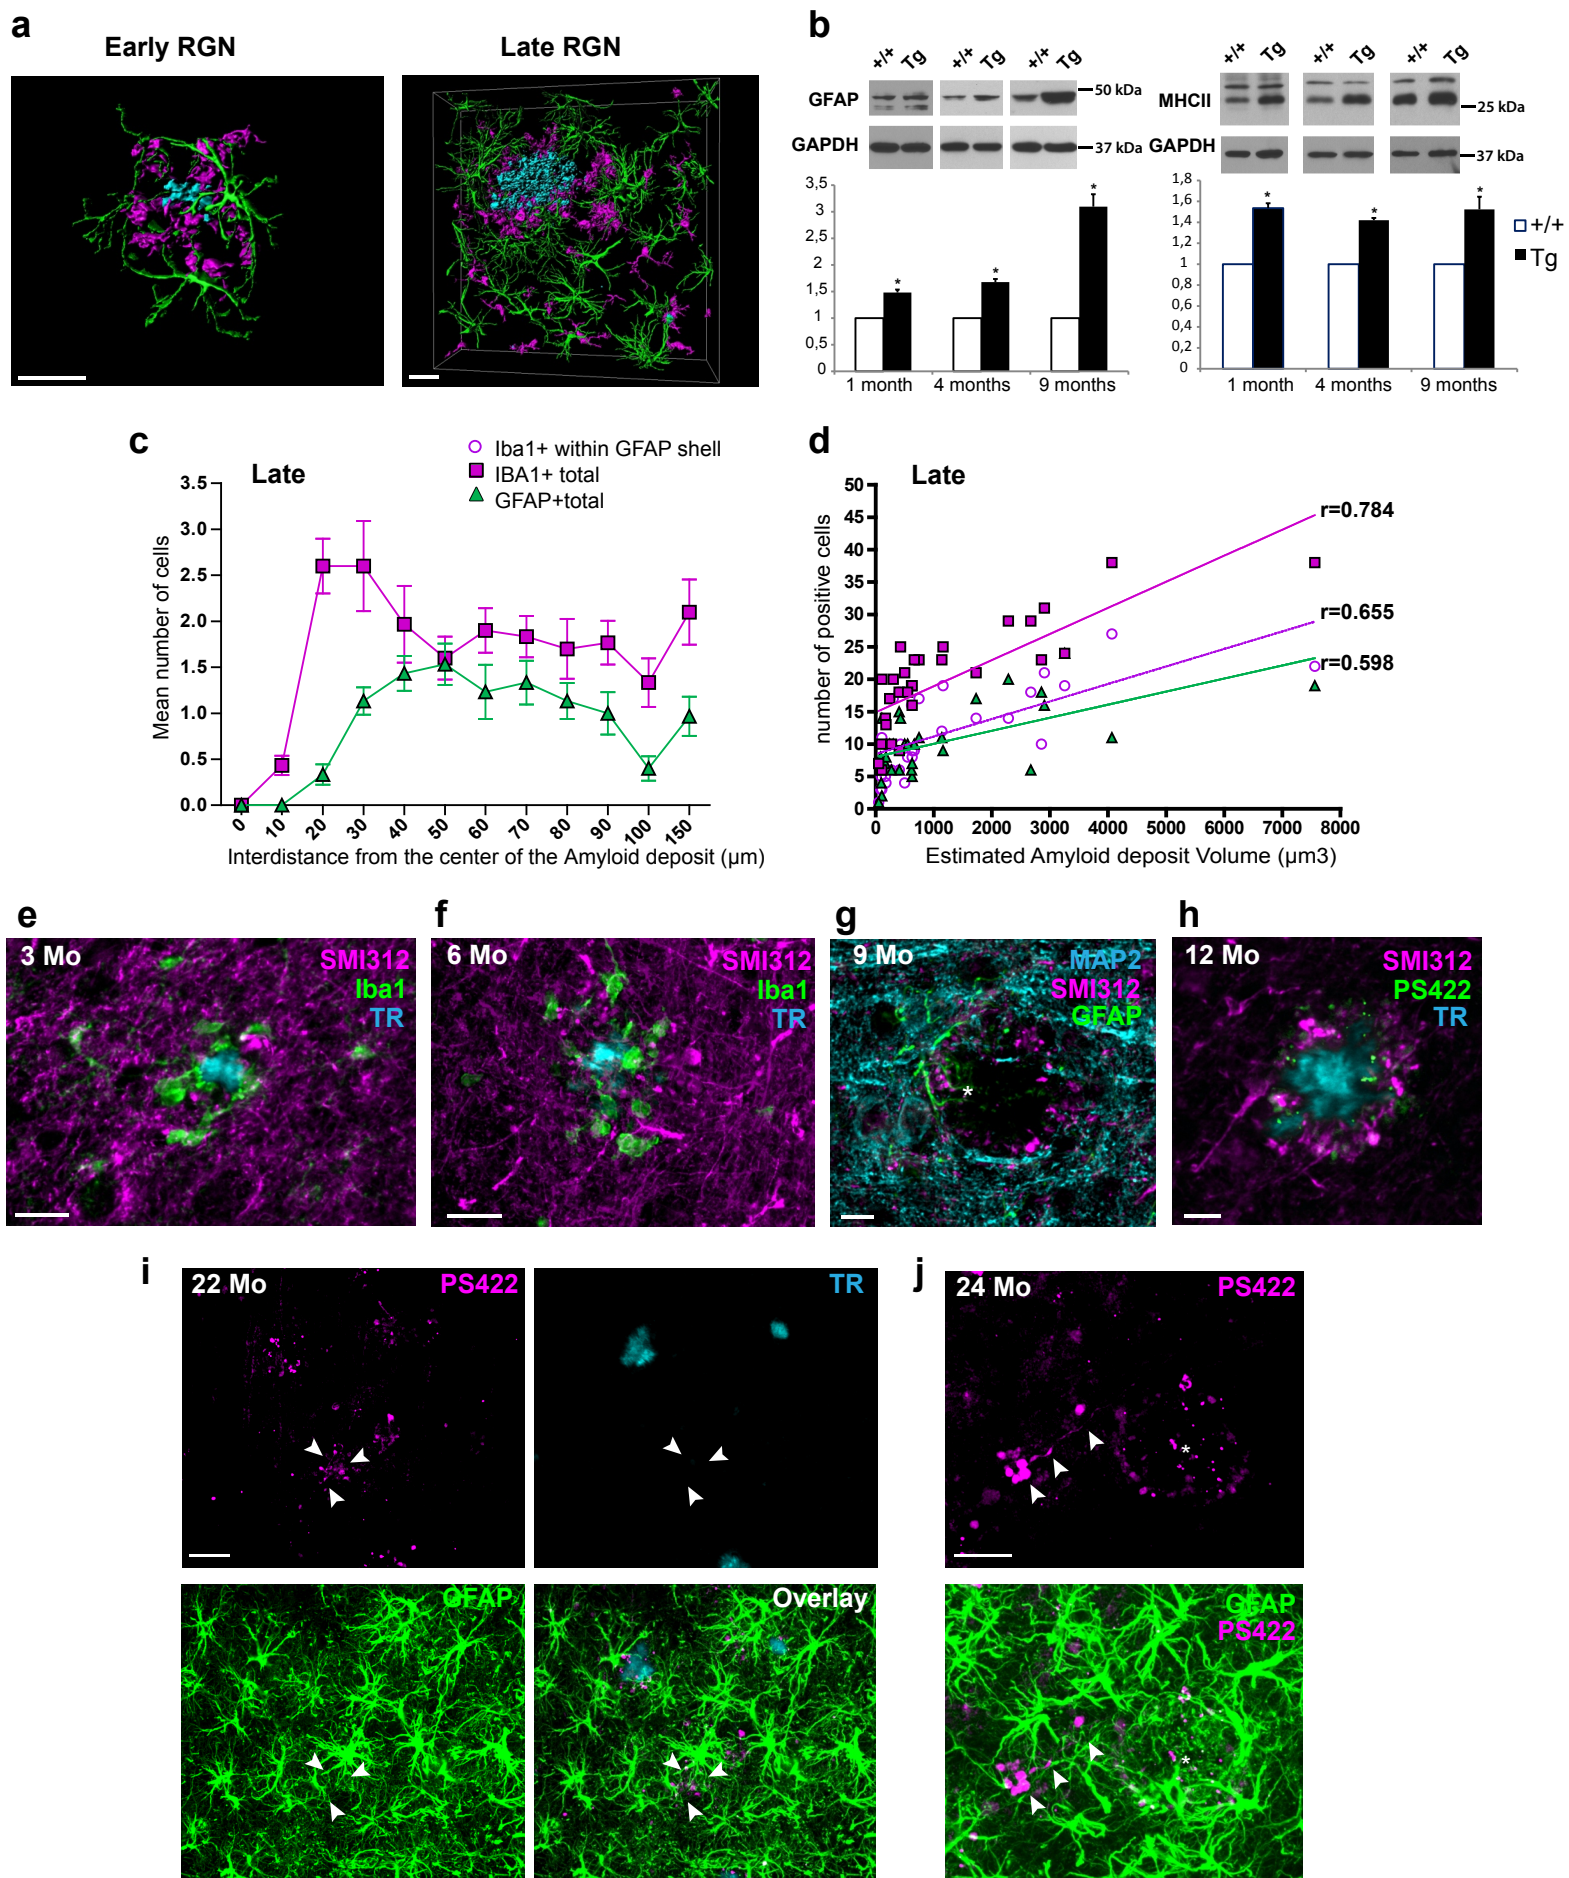 a
Early RGN
Late RGN
b
+/+ Tg +/+ Tg +/+ Tg
GFAP
50 kDa
GAPDH
37 kDa
3,5
3
2,5
2
1,5
1
0,5
0
* * *
1 month 4 months 9 months
+/+ Tg +/+ Tg +/+ Tg
MHCII
25 kDa
GAPDH
37 kDa
1,8
1,6
1,4
1,2
1
0,8
0,6
0,4
0,2
0
* * *
1 month 4 months 9 months
+/+
Tg
c
Late
Iba1+ within GFAP shell
IBA1+ total
GFAP+total
Mean number of cells
3.5
3.0
2.5
2.0
1.5
1.0
0.5
0.0
0 10 20 30 40 50 60 70 80 90 100 150
Interdistance from the center of the Amyloid deposit (µm)
d
Late
number of positive cells
50
45
40
35
30
25
20
15
10
5
0
r=0.784
r=0.655
r=0.598
0 1000 2000 3000 4000 5000 6000 7000 8000
Estimated Amyloid deposit Volume (µm3)
e
3 Mo
SMI312
Iba1
TR
f
6 Mo
SMI312
Iba1
TR
g
9 Mo
MAP2
SMI312
GFAP
*
h
12 Mo
SMI312
PS422
TR
i
22 Mo
PS422
TR
GFAP
Overlay
j
24 Mo
PS422
*
GFAP
PS422
*